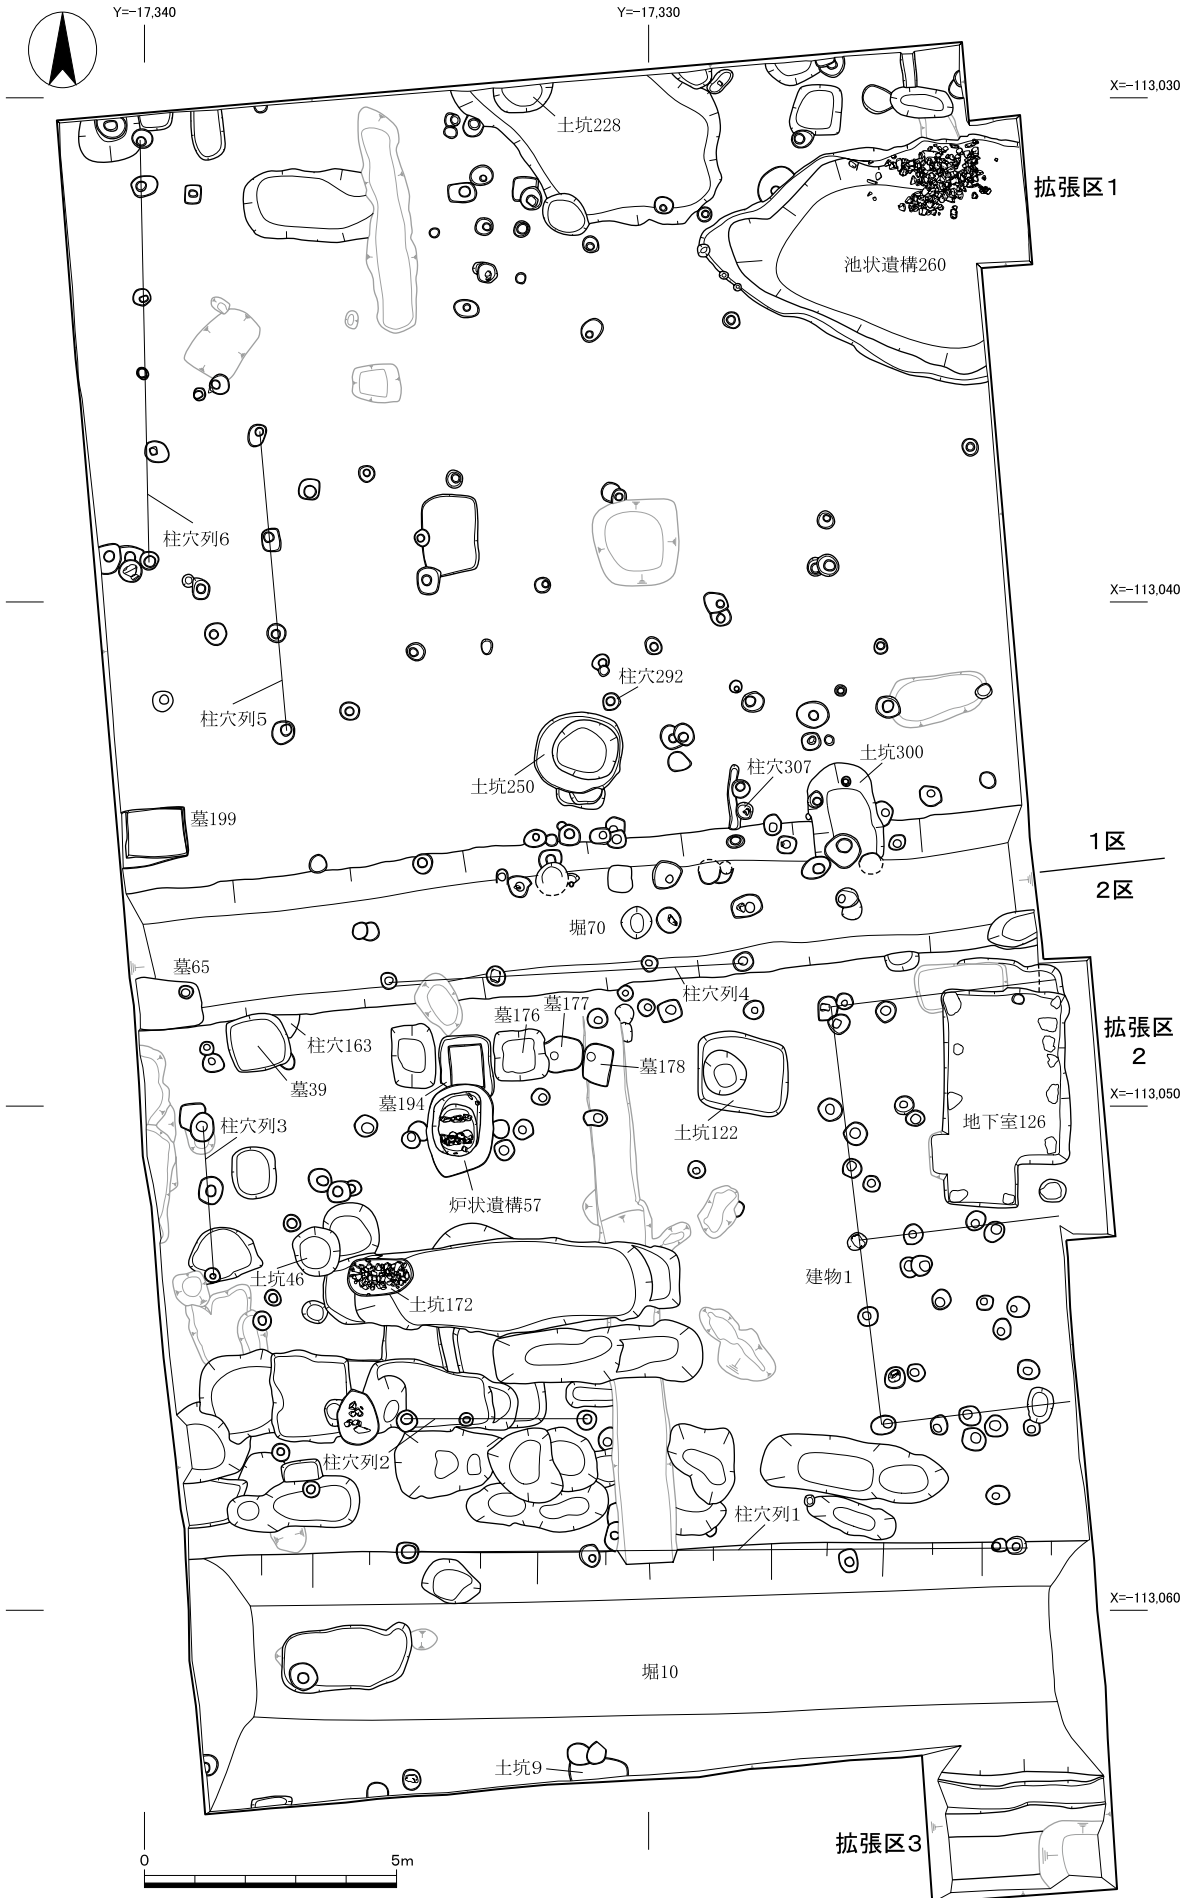 Y=-17,340
Y=-17,330
X=-113,030
土坑228
拡張区1
池状遺構260
柱穴列6
X=-113,040
柱穴292
柱穴列5
土坑300
柱穴307
土坑250
墓199
1区
2区
堀70
墓65
柱穴列4
墓177
墓176
拡張区
2
柱穴163
墓178
墓39
墓194
X=-113,050
柱穴列3
地下室126
土坑122
炉状遺構57
土坑46
建物1
土坑172
柱穴列2
柱穴列1
X=-113,060
堀10
土坑9
拡張区3
0
5m